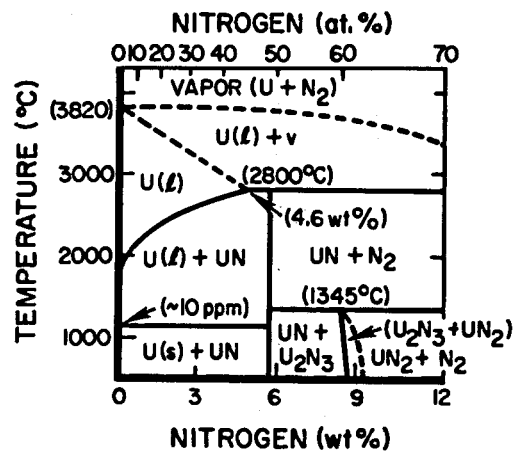 NITROGEN (at. %)
0 10 20 30 40 50 60 70
VAPOR (U + N2)
(3820)
U(ℓ) + v
(2800°C)
3000
U(ℓ)
(4.6 wt%)
U(ℓ) + UN
UN + N2
2000
(1345°C)
(~10 ppm)
1000
UN +
U2N3
(U2N3+UN2)
U(s) + UN
UN2 + N2
0 3 6 9 12
NITROGEN (wt%)
TEMPERATURE (°C)